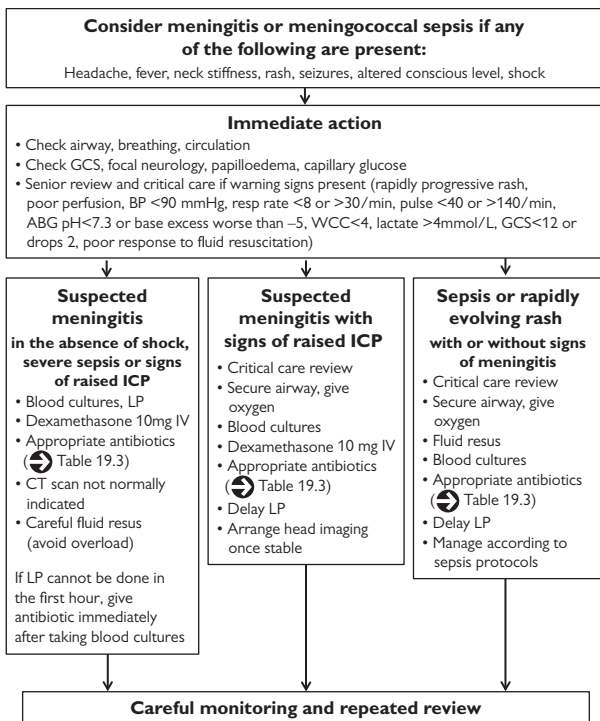 Consider meningitis or meningococcal sepsis if any
of the following are present:
Headache, fever, neck stiffness, rash, seizures, altered conscious level, shock
Immediate action
• Check airway, breathing, circulation
• Check GCS, focal neurology, papilloedema, capillary glucose
• Senior review and critical care if warning signs present (rapidly progressive rash,
poor perfusion, BP <90 mmHg, resp rate <8 or >30/min, pulse <40 or >140/min,
ABG pH<7.3 or base excess worse than –5, WCC<4, lactate >4mmol/L, GCS<12 or
drops 2, poor response to fluid resuscitation)
Suspected
meningitis
in the absence of shock,
severe sepsis or signs
of raised ICP
• Blood cultures, LP
• Dexamethasone 10mg IV
• Appropriate antibiotics
( Table 19.3)
• CT scan not normally
indicated
• Careful fluid resus
(avoid overload)
If LP cannot be done in
the first hour, give
antibiotic immediately
after taking blood cultures
Suspected
meningitis with
signs of raised ICP
• Critical care review
• Secure airway, give
oxygen
• Blood cultures
• Dexamethasone 10 mg IV
• Appropriate antibiotics
( Table 19.3)
• Delay LP
• Arrange head imaging
once stable
Sepsis or rapidly
evolving rash
with or without signs
of meningitis
• Critical care review
• Secure airway, give
oxygen
• Fluid resus
• Blood cultures
• Appropriate antibiotics
( Table 19.3)
• Delay LP
• Manage according to
sepsis protocols
Careful monitoring and repeated review